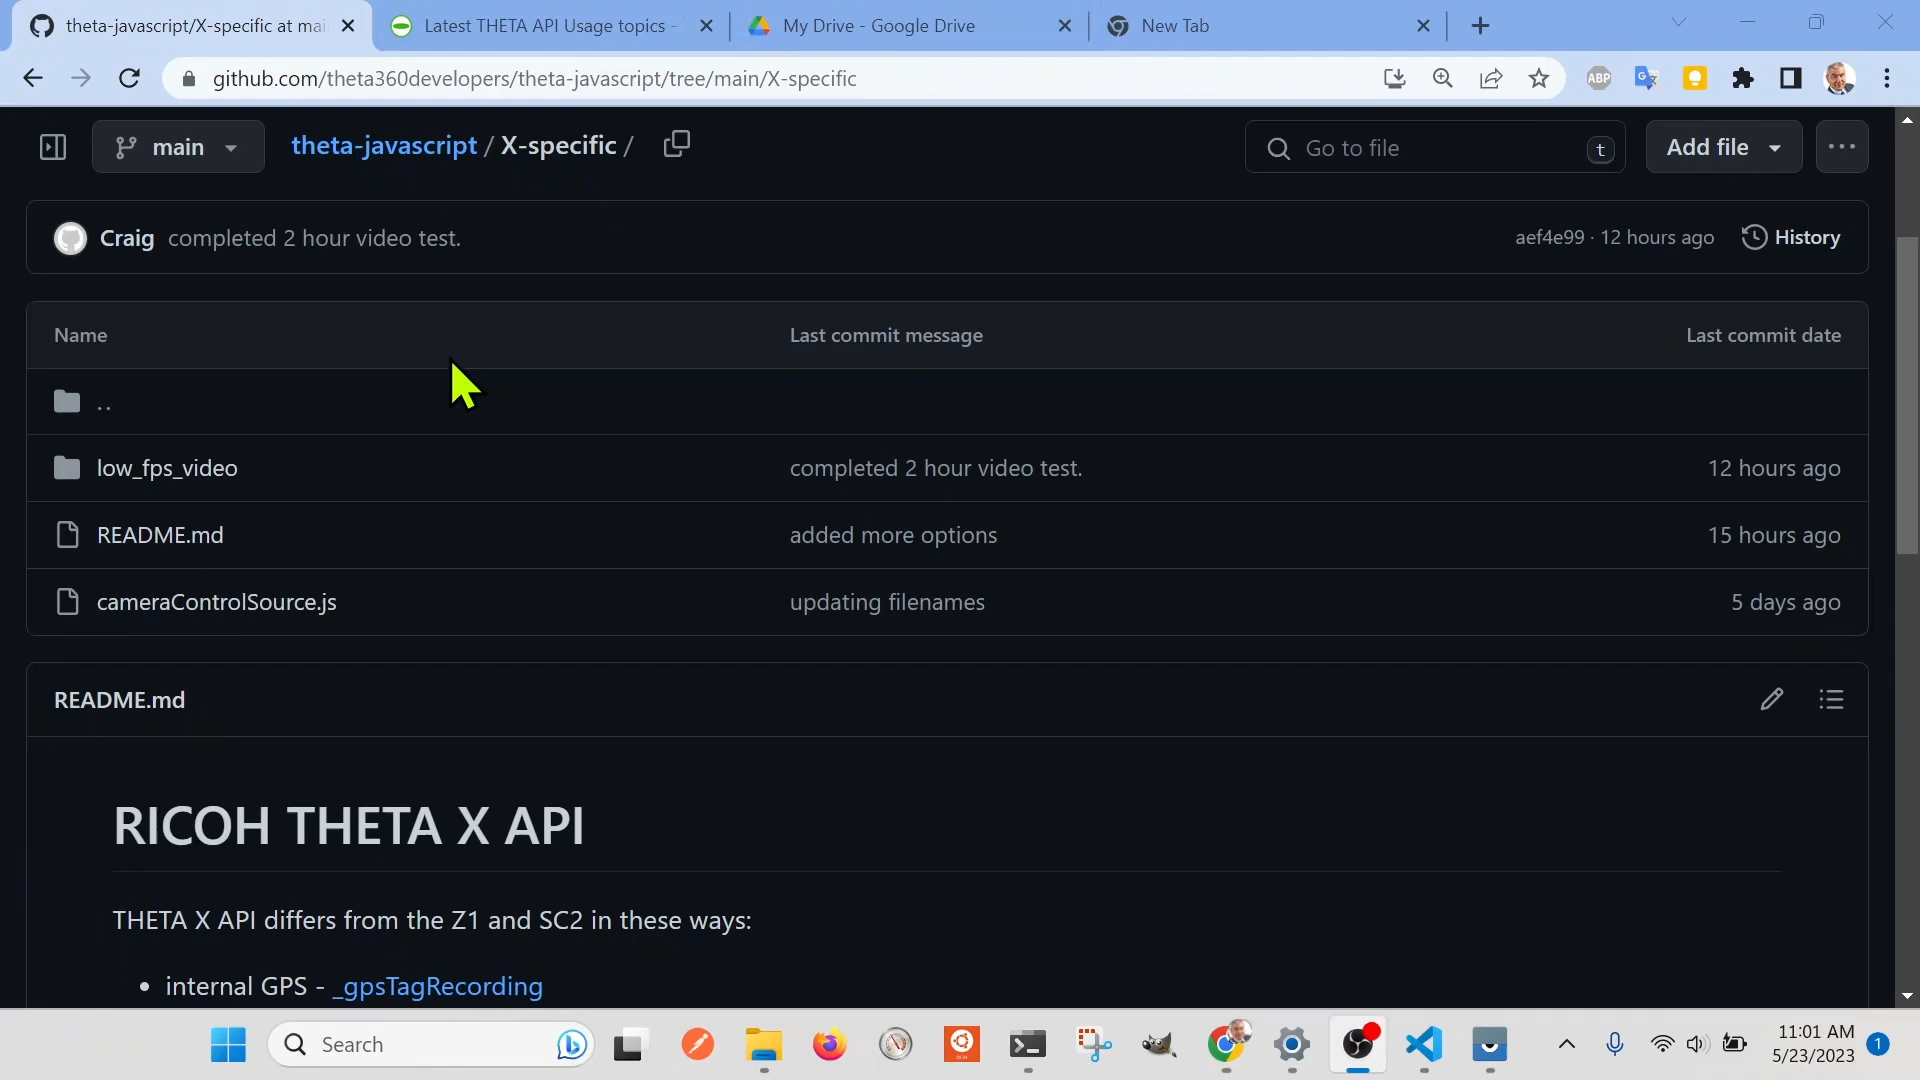 theta-javascript/X-specific at mai
Latest THETA API Usage topics -
My Drive - Google Drive
New Tab
github.com/theta360developers/theta-javascript/tree/main/X-specific
ABP
main
theta-javascript / X-specific /
Go to file
t
Add file
Craig completed 2 hour video test.
aef4e99 · 12 hours ago
History
Name
Last commit message
Last commit date
..
low_fps_video
completed 2 hour video test.
12 hours ago
README.md
added more options
15 hours ago
cameraControlSource.js
updating filenames
5 days ago
README.md
RICOH THETA X API
THETA X API differs from the Z1 and SC2 in these ways:
• internal GPS - _gpsTagRecording
Search
11:01 AM
5/23/2023
1